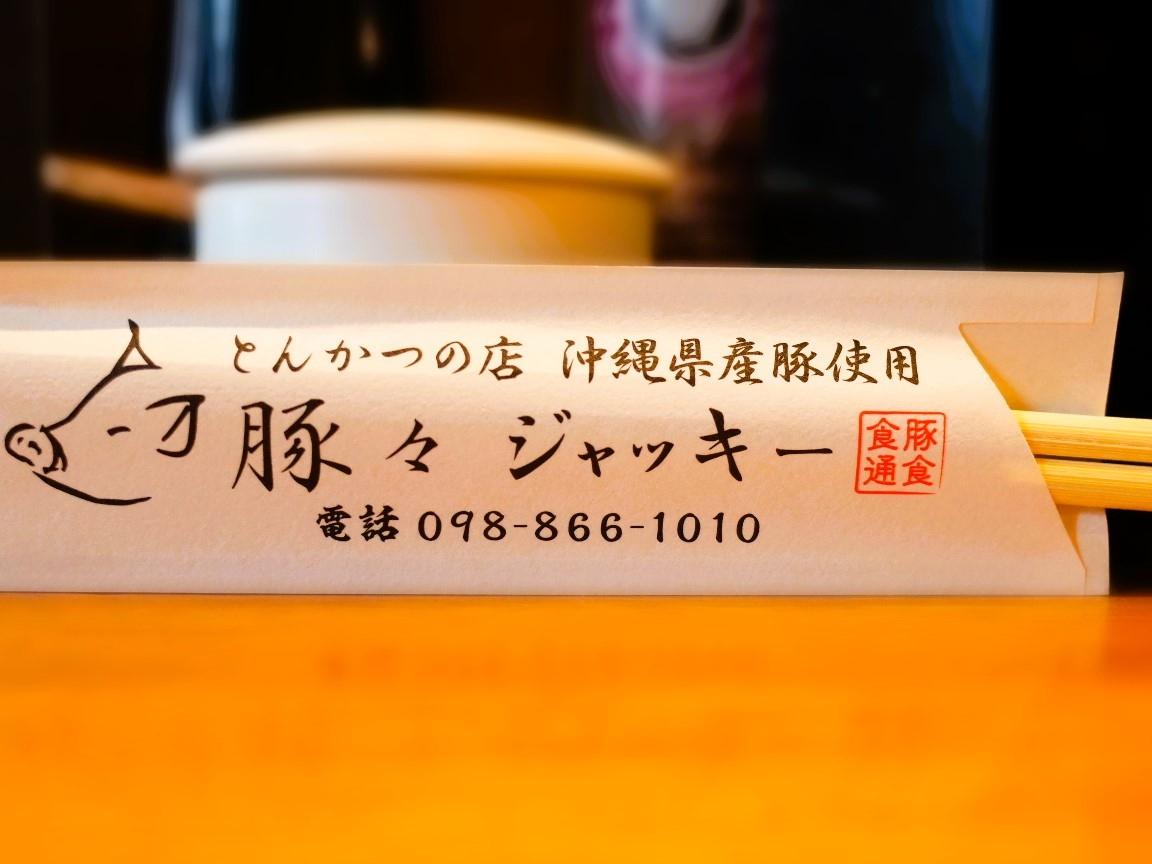 とんかつの店 沖縄県産豚使用
豚々 ジャッキー
豚食
食通
電話 098-866-1010